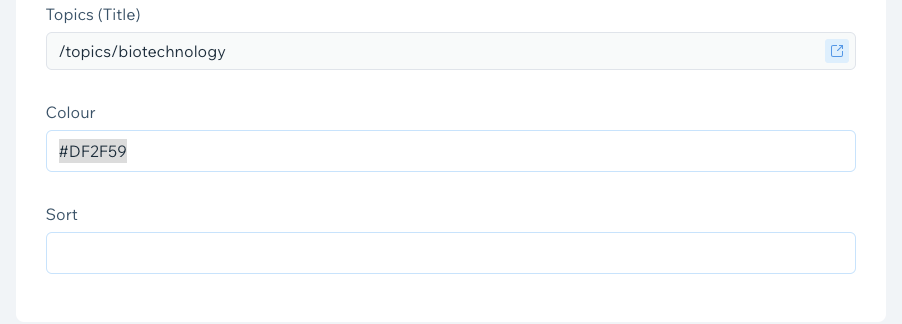 Topics (Title)
/topics/biotechnology
Colour
#DF2F59
Sort